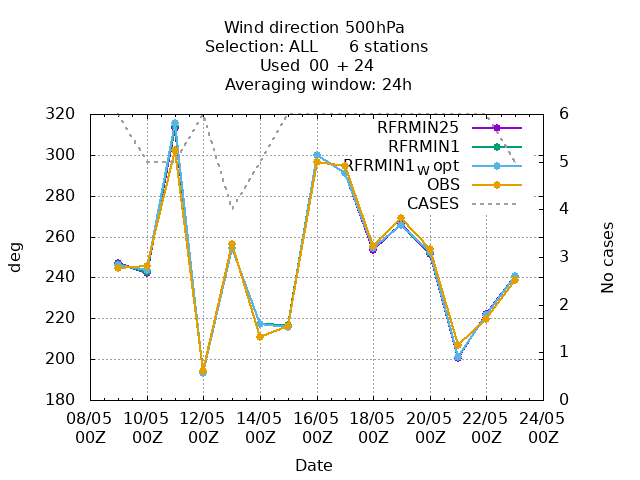 Wind direction 500hPa
Selection: ALL 6 stations
Used 00 + 24
Averaging window: 24h
320
300
280
260
240
220
200
180
deg
6
5
4
3
2
1
0
No cases
RFRMIN25
RFRMIN1
RFRMIN1_w opt
OBS
CASES
08/05 10/05 12/05 14/05 16/05 18/05 20/05 22/05 24/05
00Z 00Z 00Z 00Z 00Z 00Z 00Z 00Z 00Z
Date